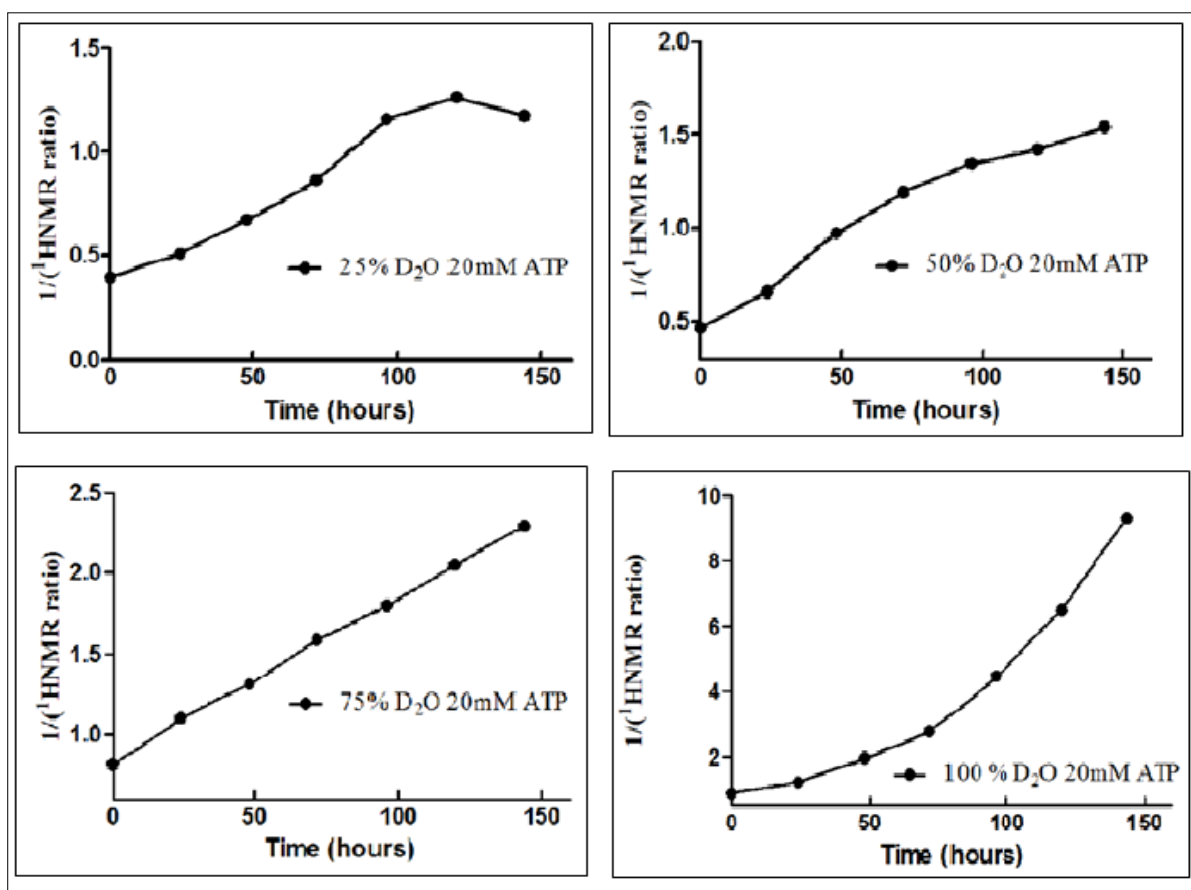 1.5
1.0
0.5
0.0
0 50 100 150
1/(¹HNMR ratio)
25% D₂O 20mM ATP
Time (hours)
2.0
1.5
1.0
0.5
0 50 100 150
1/(¹HNMR ratio)
50% D₂O 20mM ATP
Time (hours)
2.5
2.0
1.5
1.0
0 50 100 150
1/(¹HNMR ratio)
75% D₂O 20mM ATP
Time (hours)
10
8
6
4
2
0 50 100 150
1/(¹HNMR ratio)
100 % D₂O 20mM ATP
Time (hours)